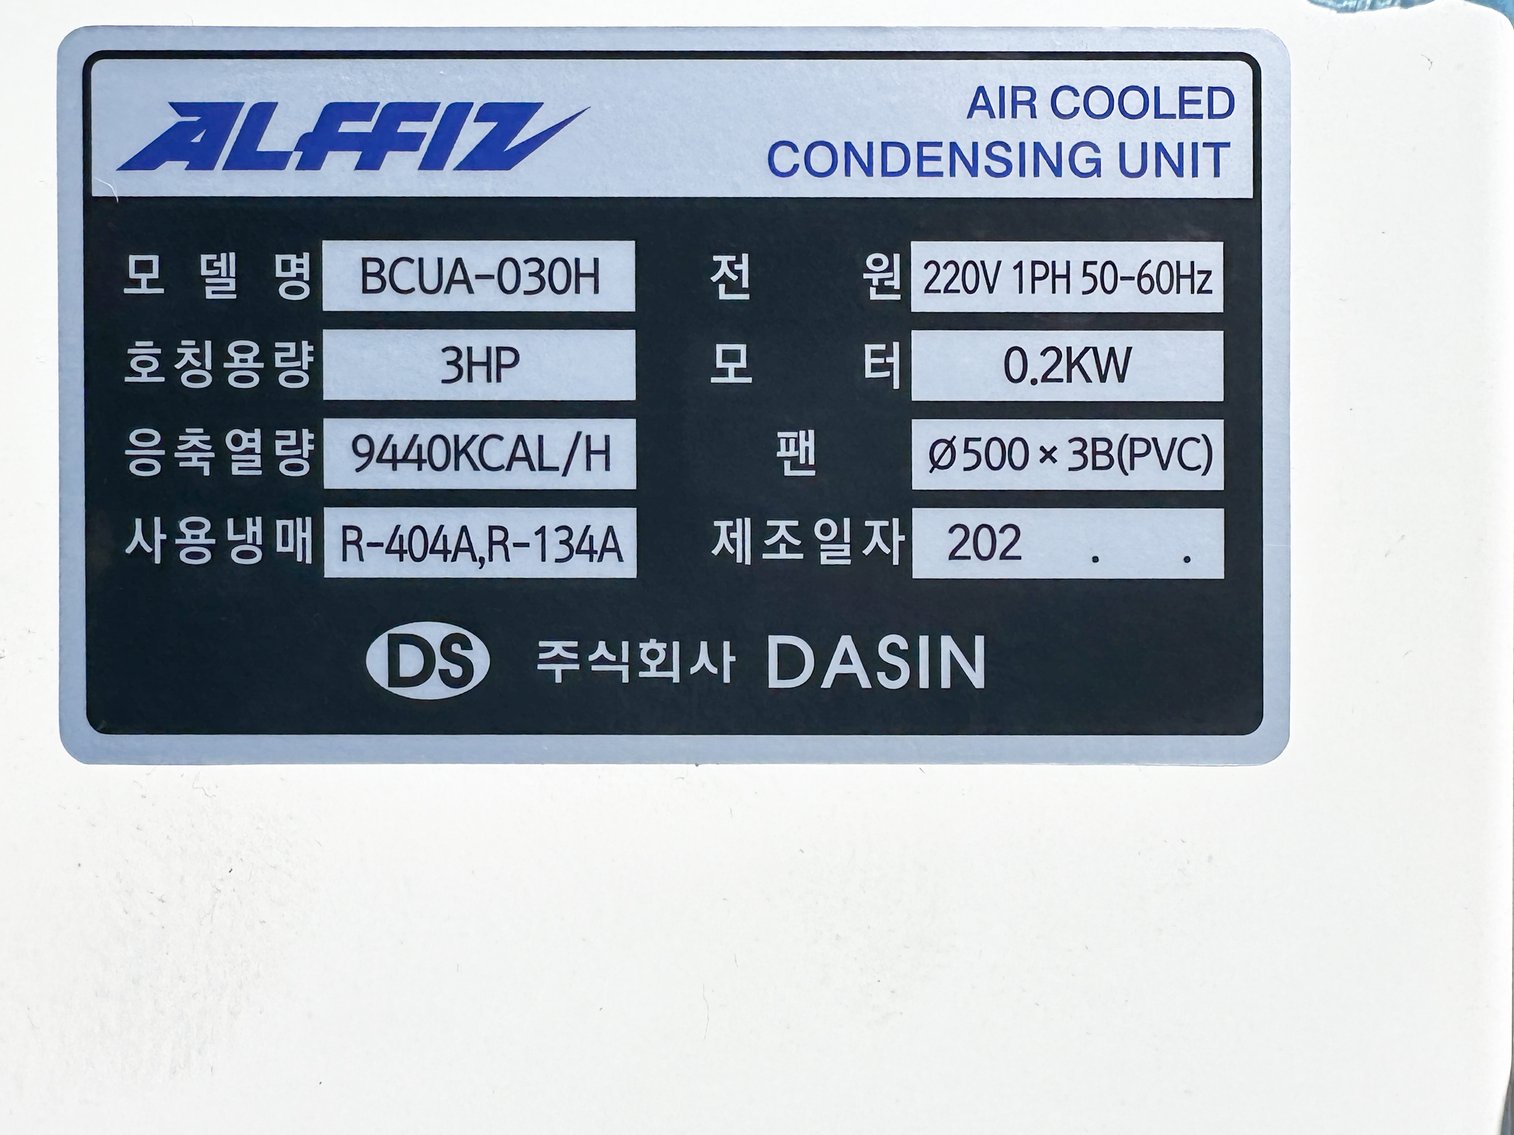 ALFFIZ
AIR COOLED
CONDENSING UNIT
모델명 BCUA-030H 전원 220V 1PH 50-60Hz
호칭용량 3HP 모터 0.2KW
응축열량 9440KCAL/H 팬 Ø500×3B(PVC)
사용냉매 R-404A,R-134A 제조일자 202 . .
DS 주식회사 DASIN